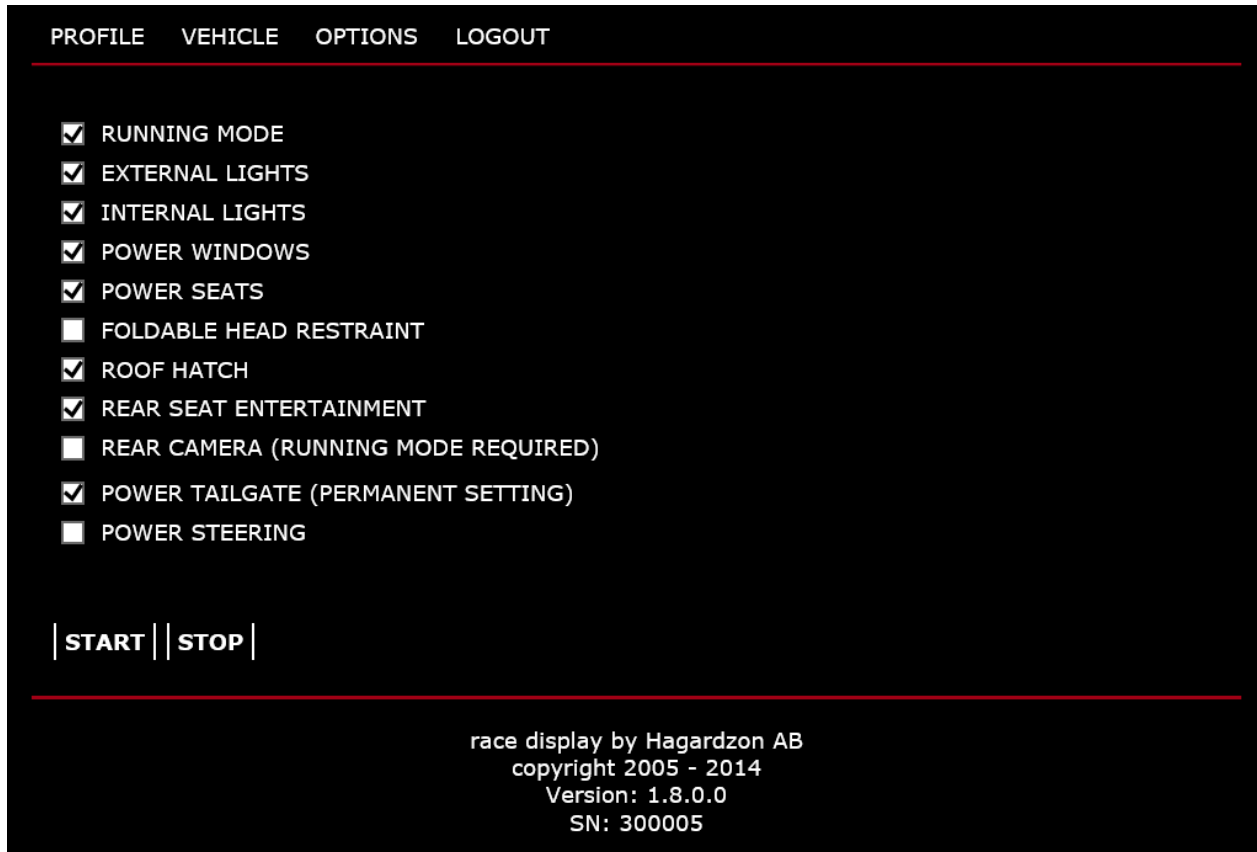 PROFILE VEHICLE OPTIONS LOGOUT
RUNNING MODE
EXTERNAL LIGHTS
INTERNAL LIGHTS
POWER WINDOWS
POWER SEATS
FOLDABLE HEAD RESTRAINT
ROOF HATCH
REAR SEAT ENTERTAINMENT
REAR CAMERA (RUNNING MODE REQUIRED)
POWER TAILGATE (PERMANENT SETTING)
POWER STEERING
START STOP
race display by Hagardzon AB
copyright 2005 - 2014
Version: 1.8.0.0
SN: 300005